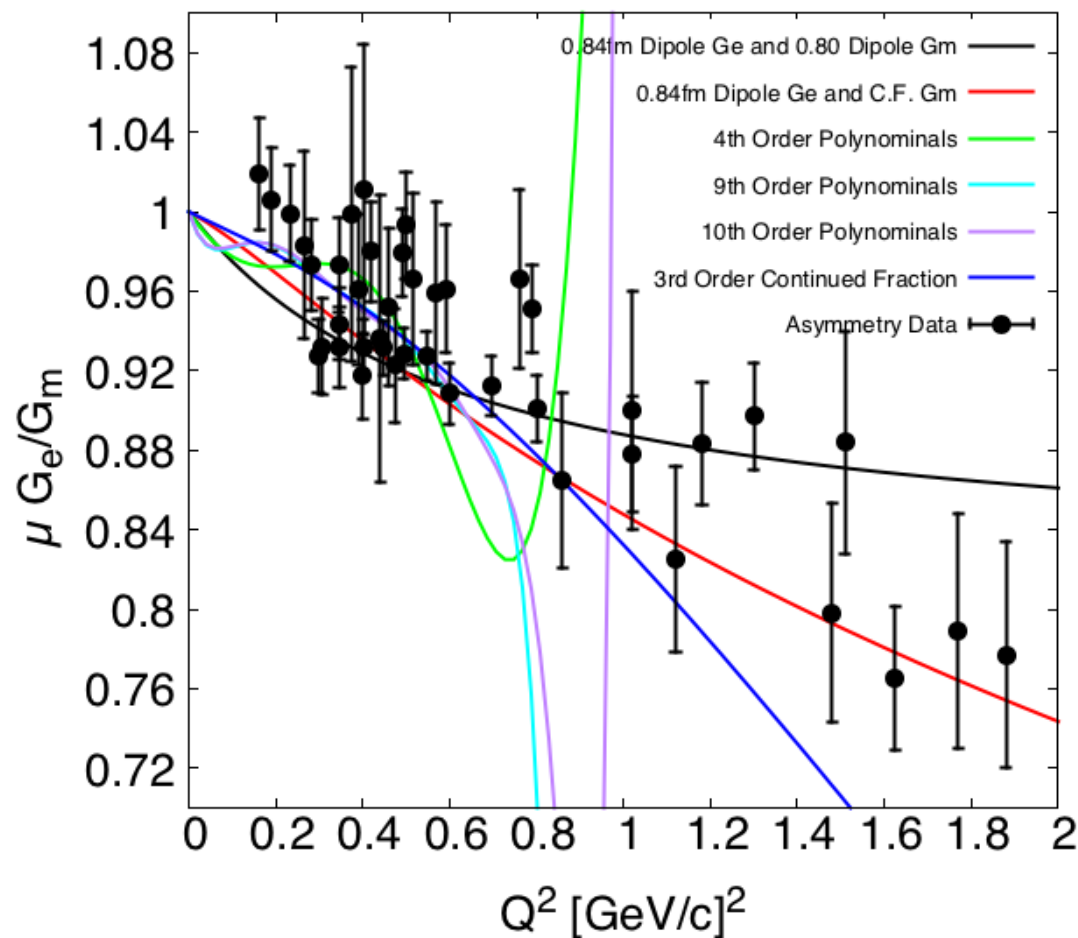 1.08
1.04
1
0.96
0.92
0.88
0.84
0.8
0.76
0.72
μ Ge/Gm
0.84fm Dipole Ge and 0.80 Dipole Gm
0.84fm Dipole Ge and C.F. Gm
4th Order Polynominals
9th Order Polynominals
10th Order Polynominals
3rd Order Continued Fraction
Asymmetry Data
0 0.2 0.4 0.6 0.8 1 1.2 1.4 1.6 1.8 2
Q² [GeV/c]²